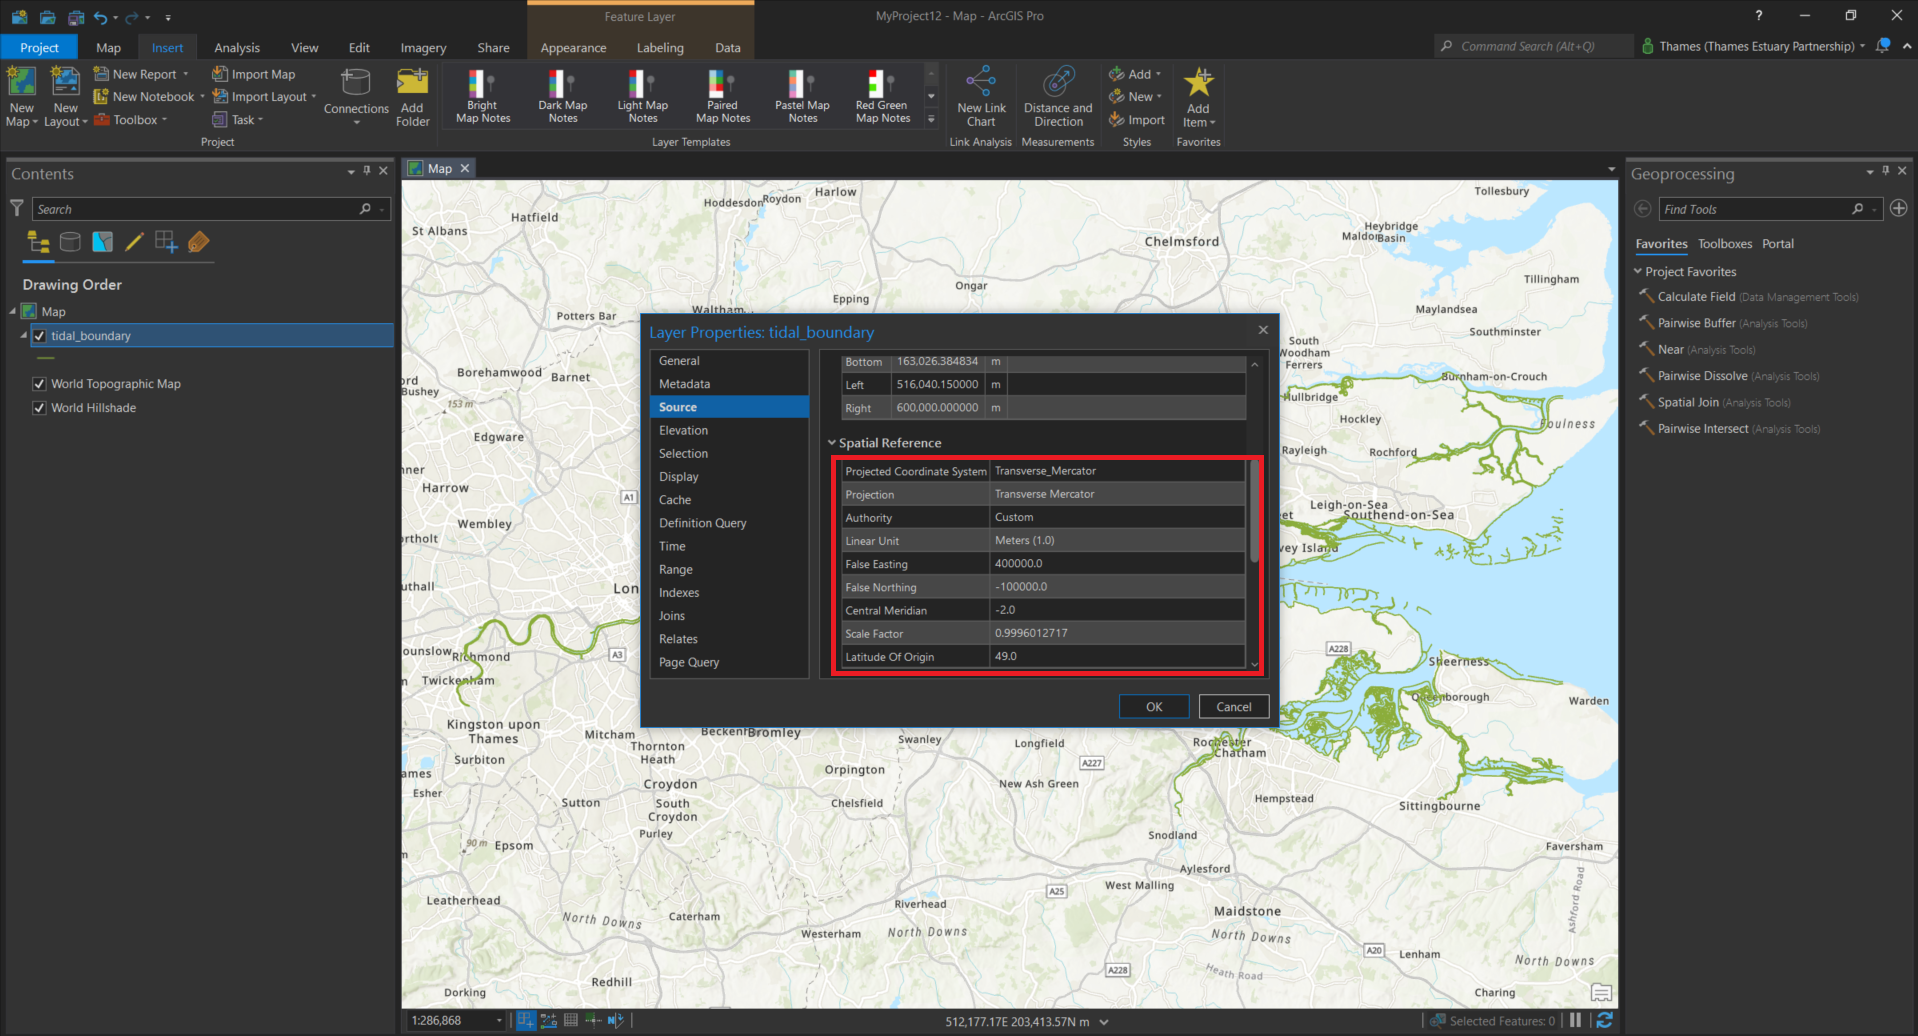 MyProject12 - Map - ArcGIS Pro
Feature Layer
?
Project
Map
Insert
Analysis
View
Edit
Imagery
Share
Appearance
Labeling
Data
Command Search (Alt+Q)
Thames (Thames Estuary Partnership)
New Map
New Layout
New Report
New Notebook
Toolbox
Import Map
Import Layout
Task
Connections
Add Folder
Project
Bright Map Notes
Dark Map Notes
Light Map Notes
Paired Map Notes
Pastel Map Notes
Red Green Map Notes
Layer Templates
New Link Chart
Link Analysis
Distance and Direction
Measurements
Add
New
Import
Styles
Add Item
Favorites
Contents
Search
Drawing Order
Map
tidal_boundary
World Topographic Map
World Hillshade
Map
Harlow
Hoddesdon
Roydon
Hatfield
St Albans
Chelmsford
Tollesbury
Heybridge Basin
Maldon
Tillingham
Ongar
Epping
Waltham
Potters Bar
Maylandsea
Southminster
South Woodham Ferrers
Borehamwood
Barnet
Bushey
153 m
Burnham-on-Crouch
Hullbridge
Hockley
Foulness
Edgware
Rayleigh
Rochford
Harrow
A1
Wembley
Leigh-on-Sea
Southend-on-Sea
vey Island
Lon
Richmond
A3
Twickenham
A228
Sheerness
Queenborough
Warden
Kingston upon Thames
Mitcham
Beckenham
Bromley
Swanley
Longfield
Rochester
Chatham
Thornton Heath
Surbiton
Orpington
New Ash Green
A227
Croydon
Esher
Sutton
South Croydon
Chelsfield
Hempstead
Sittingbourne
Purley
Snodland
90 m
Epsom
Faversham
Aylesford
West Malling
A25
Leatherhead
Riverhead
Maidstone
North Downs
Caterham
Westerham
North Downs
North Downs
Ashford Road
A20
Lenham
North Downs
A228
Heath Road
Redhill
Dorking
Charing
Layer Properties: tidal_boundary
General
Metadata
Source
Elevation
Selection
Display
Cache
Definition Query
Time
Range
Indexes
Joins
Relates
Page Query
Bottom 163,026.384834 m
Left 516,040.150000 m
Right 600,000.000000 m
Spatial Reference
Projected Coordinate System Transverse_Mercator
Projection Transverse Mercator
Authority Custom
Linear Unit Meters (1.0)
False Easting 400000.0
False Northing -100000.0
Central Meridian -2.0
Scale Factor 0.9996012717
Latitude Of Origin 49.0
OK
Cancel
Geoprocessing
Find Tools
Favorites
Toolboxes
Portal
Project Favorites
Calculate Field (Data Management Tools)
Pairwise Buffer (Analysis Tools)
Near (Analysis Tools)
Pairwise Dissolve (Analysis Tools)
Spatial Join (Analysis Tools)
Pairwise Intersect (Analysis Tools)
1:286,868
512,177.17E 203,413.57N m
Selected Features: 0